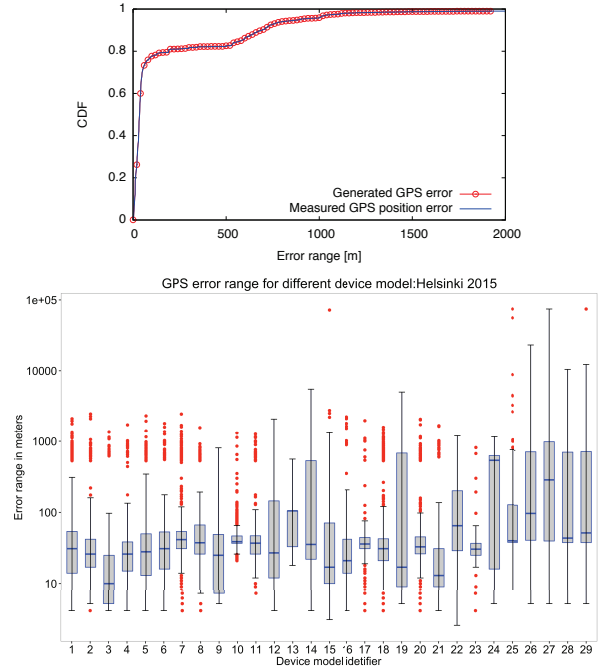 1
0.8
0.6
0.4
0.2
0
CDF
Generated GPS error
Measured GPS position error
0 500 1000 1500 2000
Error range [m]
GPS error range for different device model:Helsinki 2015
1e+05
10000
1000
100
10
Error range in meters
1 2 3 4 5 6 7 8 9 10 11 12 13 14 15 16 17 18 19 20 21 22 23 24 25 26 27 28 29
Device model identifier